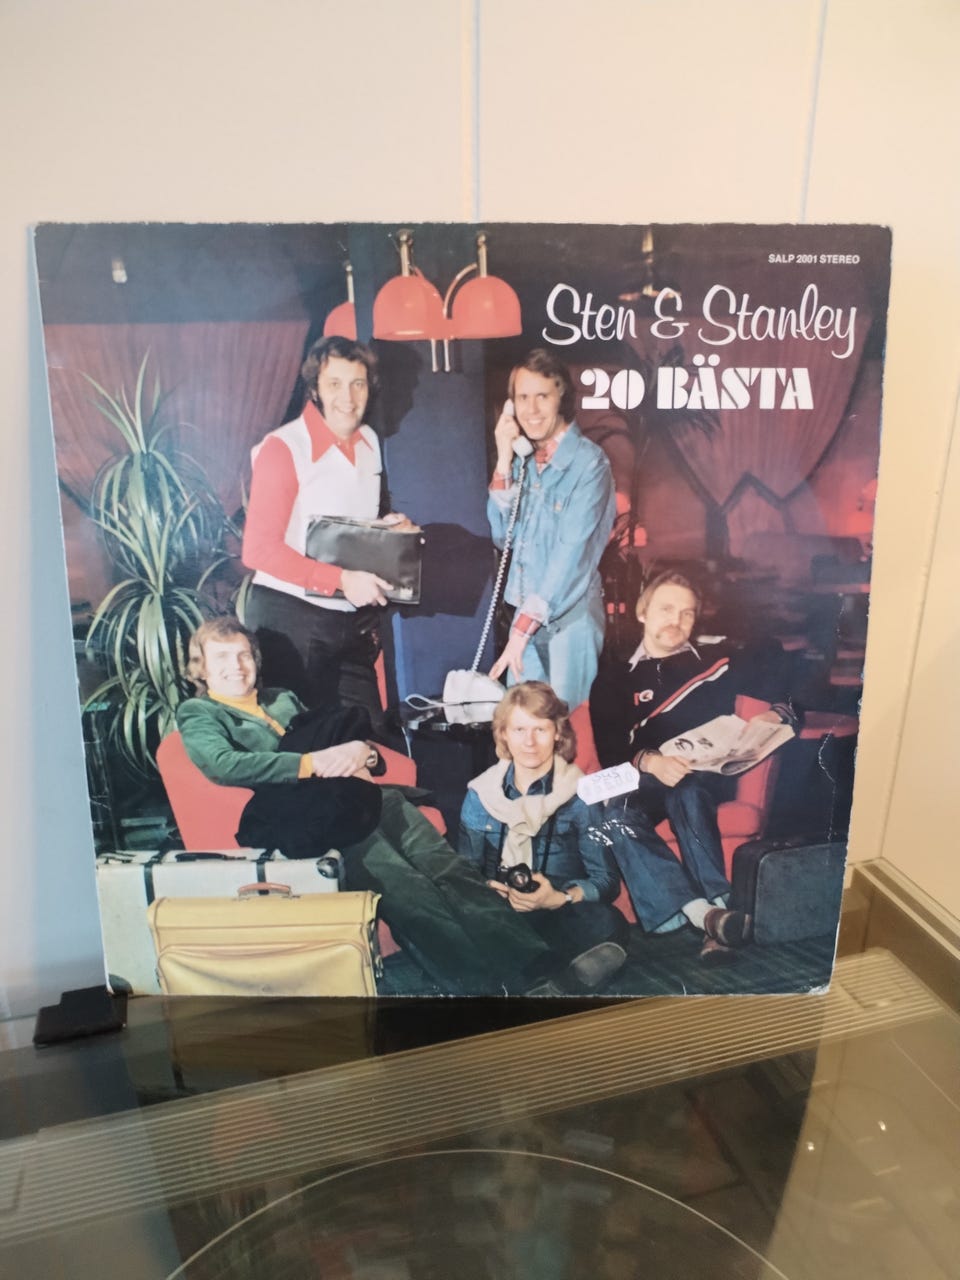 SALP 2001 STEREO
Sten & Stanley
20 BÄSTA